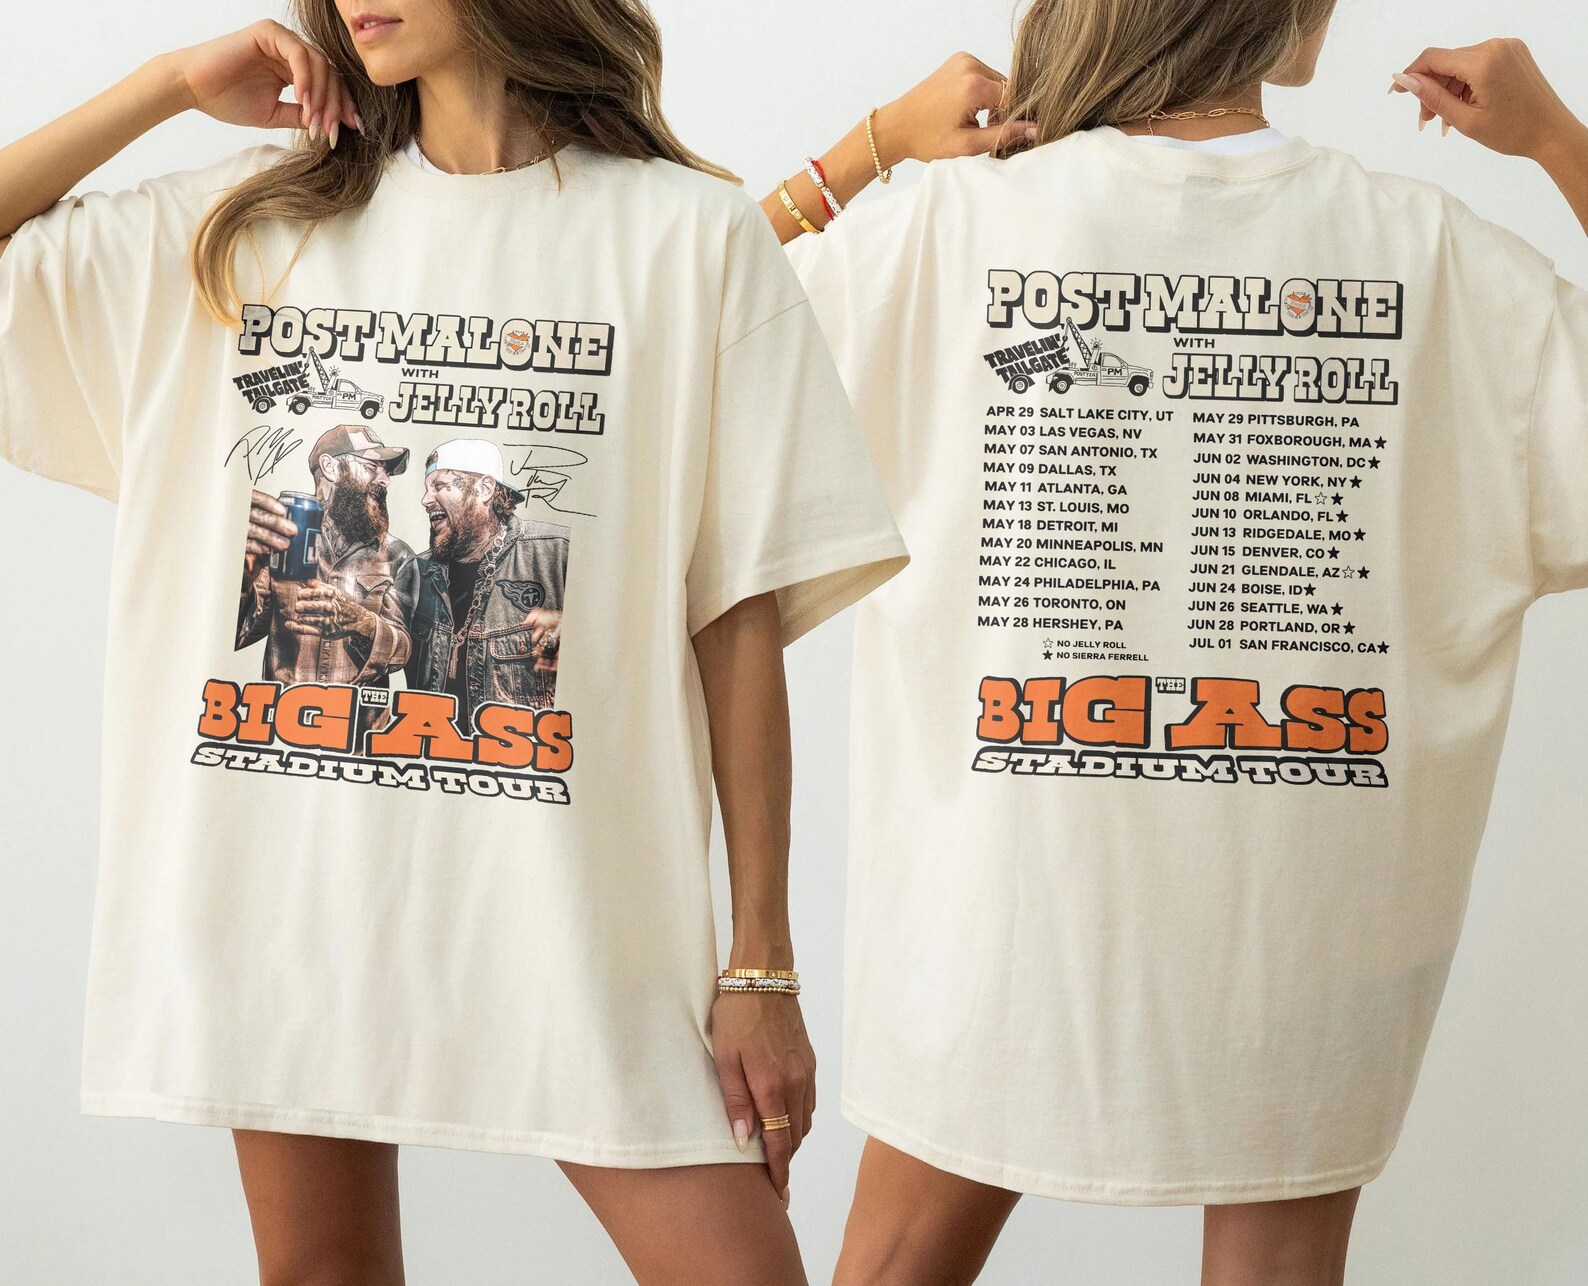 POST MALONE
WITH
TRAVELIN'
TAILGATE
PM
JELLY ROLL
THE
BIG ASS
STADIUM TOUR
POST MALONE
WITH
TRAVELIN'
TAILGATE
POSTY CO.
PM
JELLY ROLL
APR 29 SALT LAKE CITY, UT
MAY 03 LAS VEGAS, NV
MAY 07 SAN ANTONIO, TX
MAY 09 DALLAS, TX
MAY 11 ATLANTA, GA
MAY 13 ST. LOUIS, MO
MAY 18 DETROIT, MI
MAY 20 MINNEAPOLIS, MN
MAY 22 CHICAGO, IL
MAY 24 PHILADELPHIA, PA
MAY 26 TORONTO, ON
MAY 28 HERSHEY, PA
☆ NO JELLY ROLL
★ NO SIERRA FERRELL
MAY 29 PITTSBURGH, PA
MAY 31 FOXBOROUGH, MA★
JUN 02 WASHINGTON, DC★
JUN 04 NEW YORK, NY★
JUN 08 MIAMI, FL☆★
JUN 10 ORLANDO, FL★
JUN 13 RIDGEDALE, MO★
JUN 15 DENVER, CO★
JUN 21 GLENDALE, AZ☆★
JUN 24 BOISE, ID★
JUN 26 SEATTLE, WA★
JUN 28 PORTLAND, OR★
JUL 01 SAN FRANCISCO, CA★
THE
BIG ASS
STADIUM TOUR